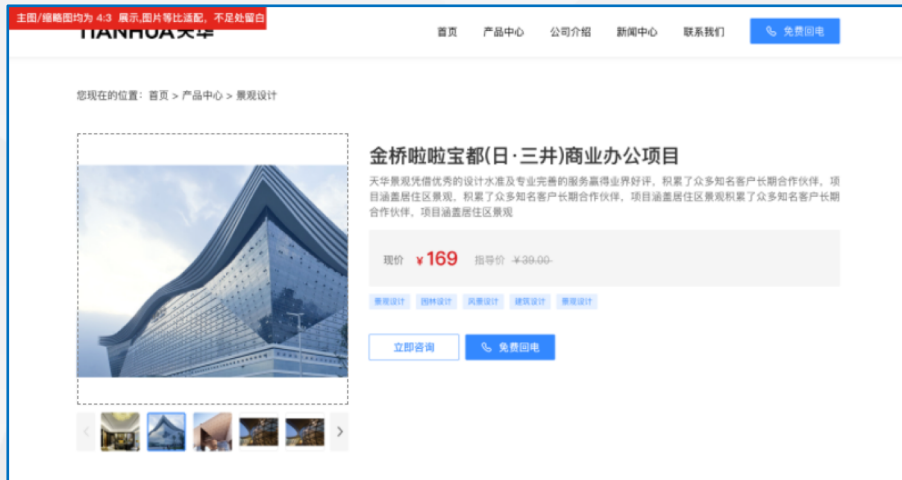 主图/缩略图均为 4:3 展示,图片等比适配，不足处留白
TIANHUA天华
首页 产品中心 公司介绍 新闻中心 联系我们 免费回电
您现在的位置：首页 > 产品中心 > 景观设计
金桥啦啦宝都(日·三井)商业办公项目
天华景观凭借优秀的设计水准及专业完善的服务赢得业界好评，积累了众多知名客户长期合作伙伴，项
目涵盖居住区景观，积累了众多知名客户长期合作伙伴，项目涵盖居住区景观积累了众多知名客户长期
合作伙伴，项目涵盖居住区景观
现价 ¥169 指导价 ¥39.00
景观设计 园林设计 风景设计 建筑设计 景观设计
立即咨询 免费回电